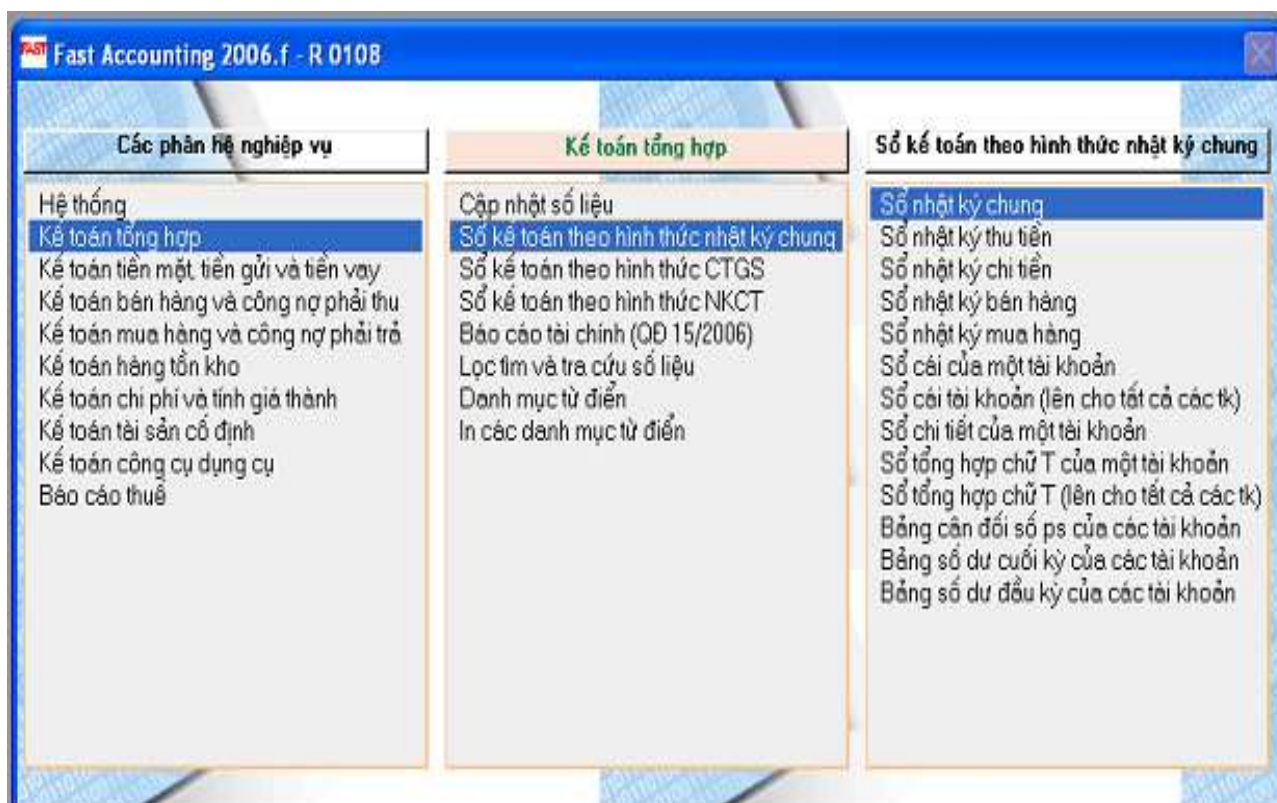 FAST Fast Accounting 2006.f - R 0108
Các phân hệ nghiệp vụ
Hệ thống
Kế toán tổng hợp
Kế toán tiền mặt, tiền gửi và tiền vay
Kế toán bán hàng và công nợ phải thu
Kế toán mua hàng và công nợ phải trả
Kế toán hàng tồn kho
Kế toán chi phí và tính giá thành
Kế toán tài sản cố định
Kế toán công cụ dụng cụ
Báo cáo thuế
Kế toán tổng hợp
Cập nhật số liệu
Sổ kế toán theo hình thức nhật ký chung
Sổ kế toán theo hình thức CTGS
Sổ kế toán theo hình thức NKCT
Báo cáo tài chính (QĐ 15/2006)
Lọc tìm và tra cứu số liệu
Danh mục từ điển
In các danh mục từ điển
Sổ kế toán theo hình thức nhật ký chung
Sổ nhật ký chung
Sổ nhật ký thu tiền
Sổ nhật ký chi tiền
Sổ nhật ký bán hàng
Sổ nhật ký mua hàng
Sổ cái của một tài khoản
Sổ cái tài khoản (lên cho tất cả các tk)
Sổ chi tiết của một tài khoản
Sổ tổng hợp chữ T của một tài khoản
Sổ tổng hợp chữ T (lên cho tất cả các tk)
Bảng cân đối số ps của các tài khoản
Bảng số dư cuối kỳ của các tài khoản
Bảng số dư đầu kỳ của các tài khoản